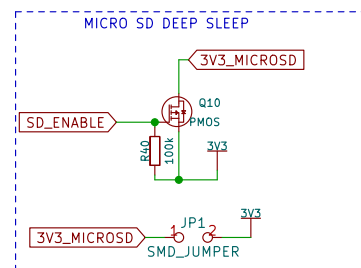 MICRO SD DEEP SLEEP
3V3_MICROSD
Q10
PMOS
SD_ENABLE
R40
100k
3V3
JP1
3V3
3V3_MICROSD
1
2
SMD_JUMPER